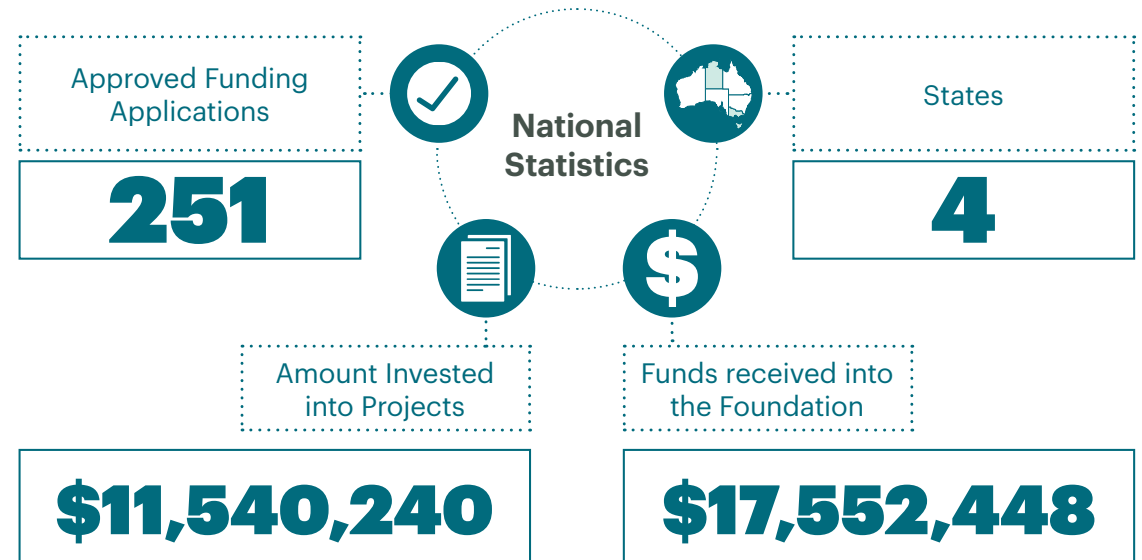 Approved Funding
Applications
251
National
Statistics
States
4
Amount Invested
into Projects
$11,540,240
Funds received into
the Foundation
$17,552,448